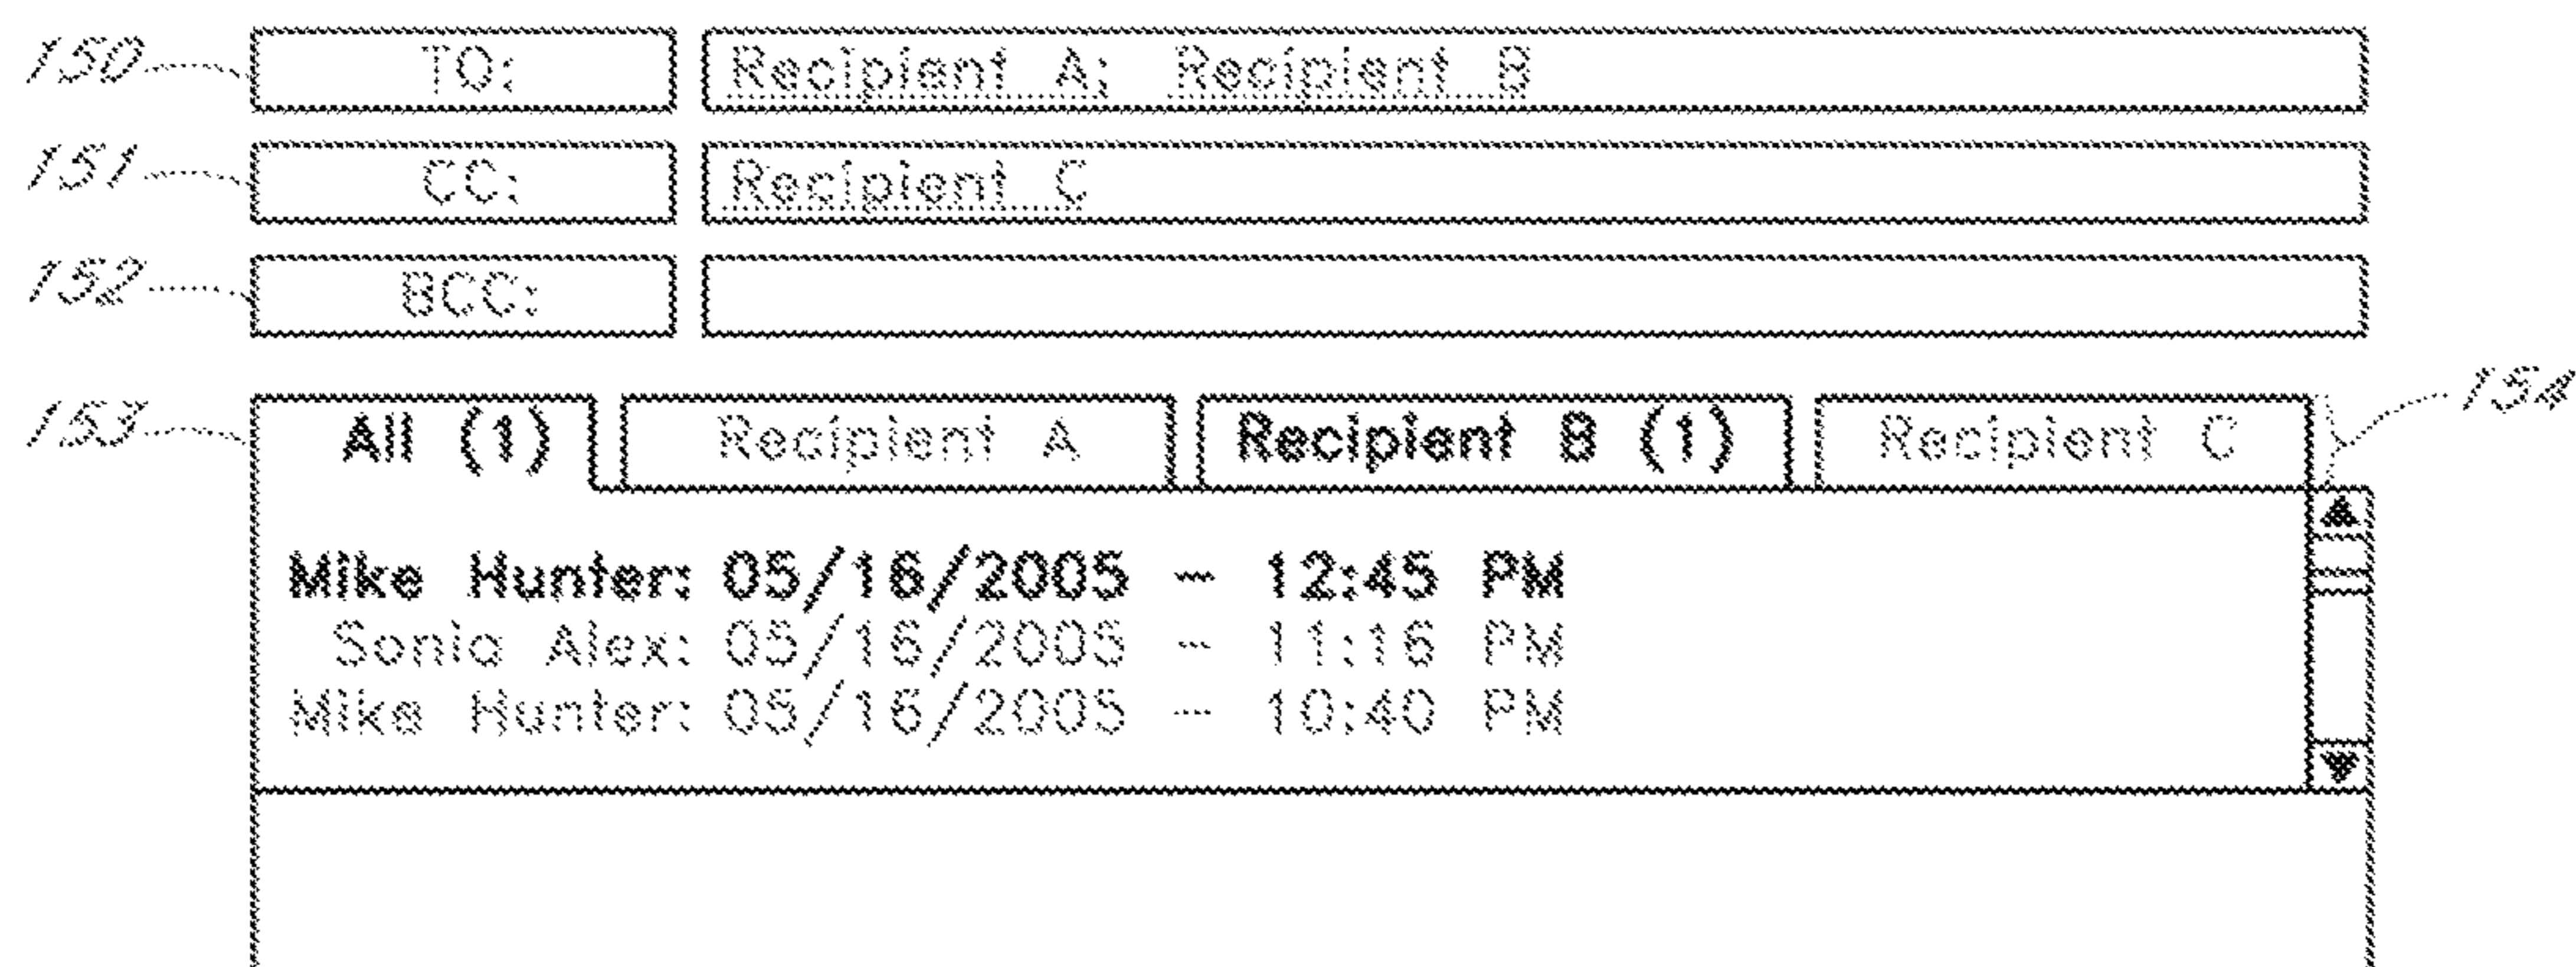 150 TO: Recipient A; Recipient B
151 CC: Recipient C
152 BCC:
153 All (1) Recipient A Recipient B (1) Recipient C 154
Mike Hunter: 05/16/2005 - 12:45 PM
Sonia Alex: 05/16/2005 - 11:16 PM
Mike Hunter: 05/16/2005 - 10:40 PM